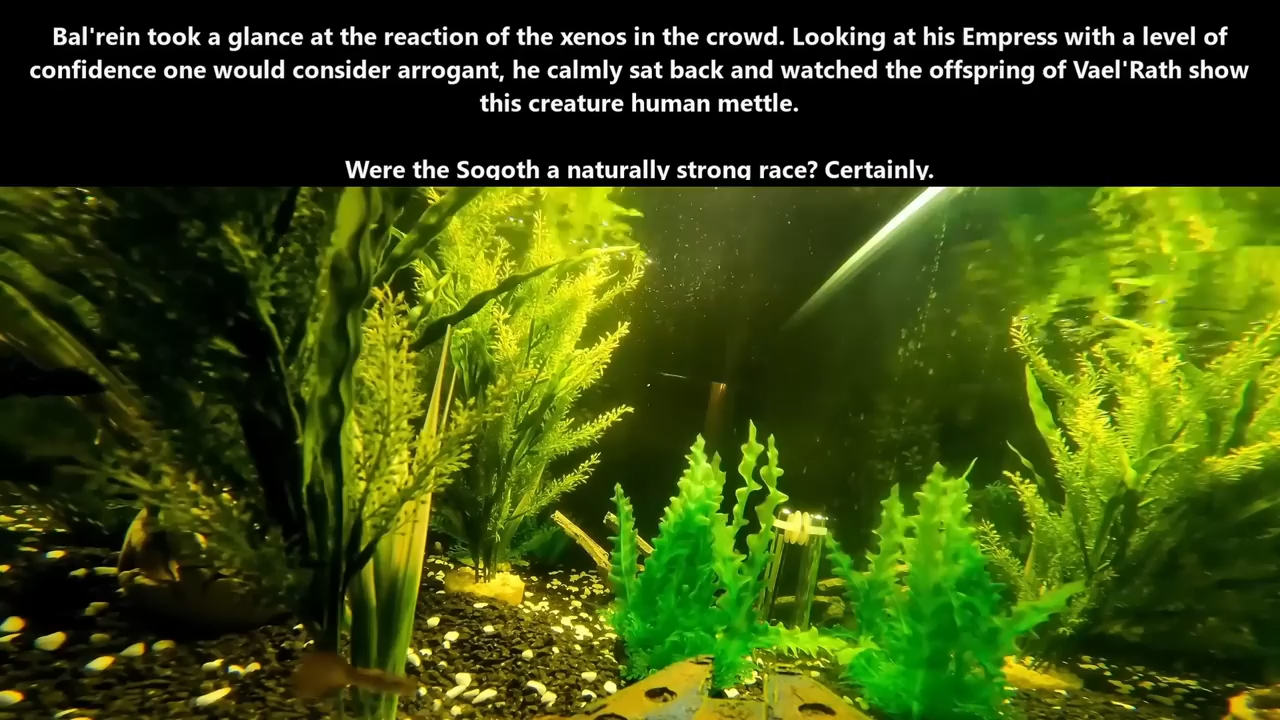 Bal'rein took a glance at the reaction of the xenos in the crowd. Looking at his Empress with a level of
confidence one would consider arrogant, he calmly sat back and watched the offspring of Vael'Rath show
this creature human mettle.
Were the Sogoth a naturally strong race? Certainly.